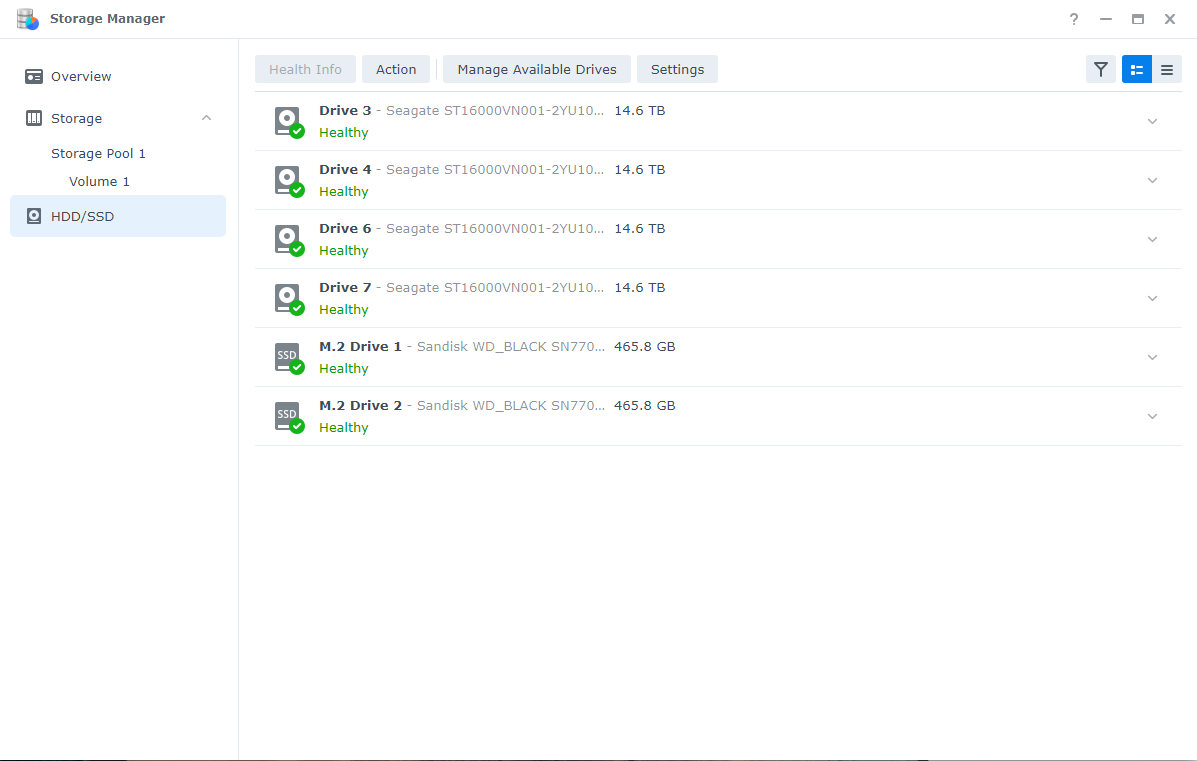 Storage Manager
?
Overview
Storage
Storage Pool 1
Volume 1
HDD/SSD
Health Info Action Manage Available Drives Settings
Drive 3 - Seagate ST16000VN001-2YU10... 14.6 TB
Healthy
Drive 4 - Seagate ST16000VN001-2YU10... 14.6 TB
Healthy
Drive 6 - Seagate ST16000VN001-2YU10... 14.6 TB
Healthy
Drive 7 - Seagate ST16000VN001-2YU10... 14.6 TB
Healthy
SSD
M.2 Drive 1 - Sandisk WD_BLACK SN770... 465.8 GB
Healthy
SSD
M.2 Drive 2 - Sandisk WD_BLACK SN770... 465.8 GB
Healthy